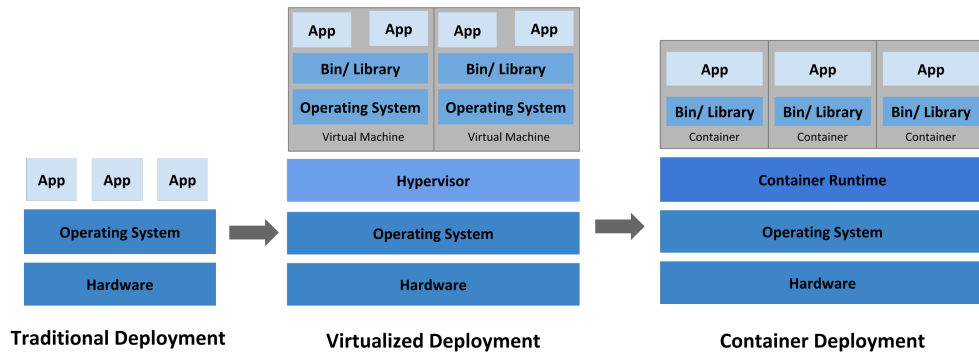 App
App
App
Operating System
Hardware
Traditional Deployment
App
App
Bin/ Library
Operating System
Virtual Machine
App
App
Bin/ Library
Operating System
Virtual Machine
Hypervisor
Operating System
Hardware
Virtualized Deployment
App
Bin/ Library
Container
App
Bin/ Library
Container
App
Bin/ Library
Container
Container Runtime
Operating System
Hardware
Container Deployment